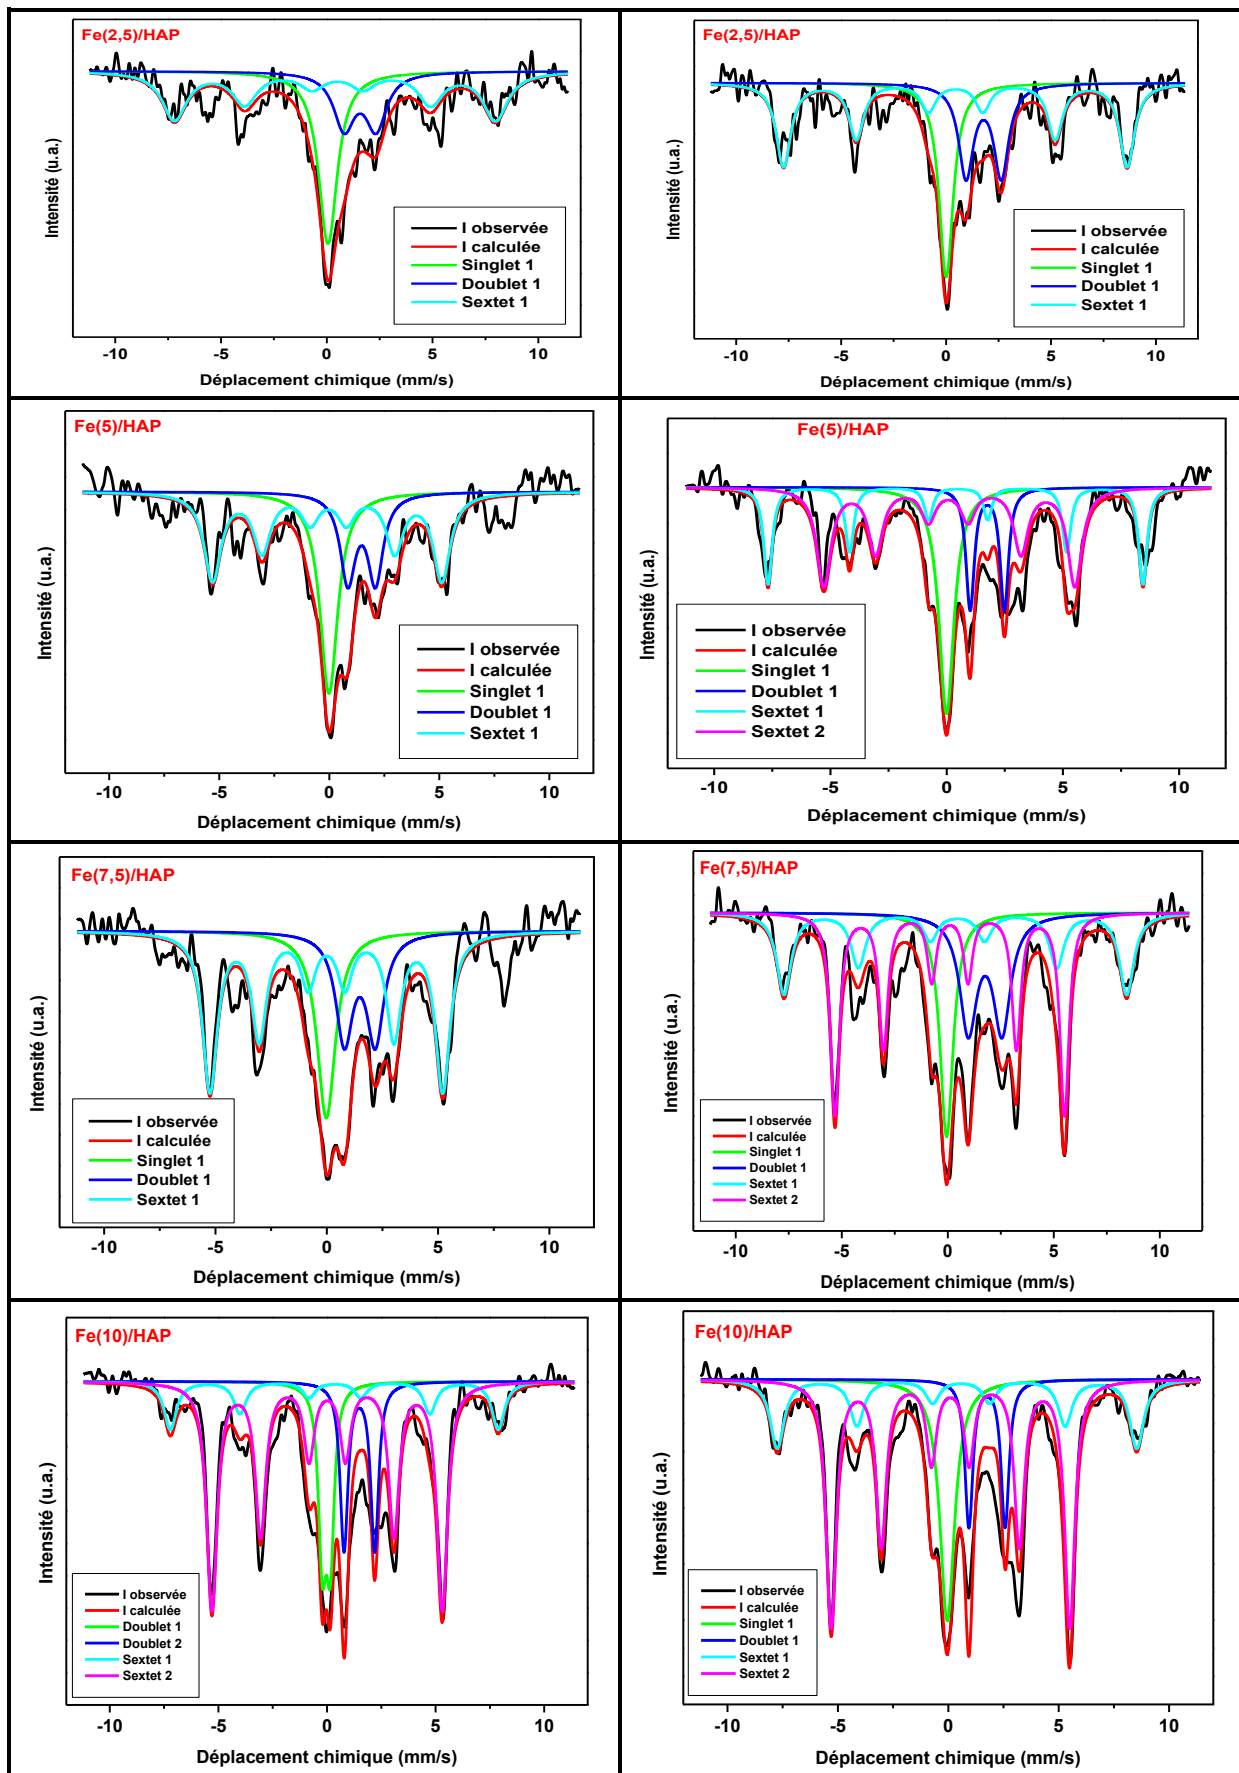 Fe(2,5)/HAP
Intensité (u.a.)
I observée
I calculée
Singlet 1
Doublet 1
Sextet 1
-10 -5 0 5 10
Déplacement chimique (mm/s)
Fe(2,5)/HAP
Intensité (u.a.)
I observée
I calculée
Singlet 1
Doublet 1
Sextet 1
-10 -5 0 5 10
Déplacement chimique (mm/s)
Fe(5)/HAP
Intensité (u.a.)
I observée
I calculée
Singlet 1
Doublet 1
Sextet 1
-10 -5 0 5 10
Déplacement chimique (mm/s)
Fe(5)/HAP
Intensité (u.a.)
I observée
I calculée
Singlet 1
Doublet 1
Sextet 1
Sextet 2
-10 -5 0 5 10
Déplacement chimique (mm/s)
Fe(7,5)/HAP
Intensité (u.a.)
I observée
I calculée
Singlet 1
Doublet 1
Sextet 1
-10 -5 0 5 10
Déplacement chimique (mm/s)
Fe(7,5)/HAP
Intensité (u.a.)
I observée
I calculée
Singlet 1
Doublet 1
Sextet 1
Sextet 2
-10 -5 0 5 10
Déplacement chimique (mm/s)
Fe(10)/HAP
Intensité (u.a.)
I observée
I calculée
Doublet 1
Doublet 2
Sextet 1
Sextet 2
-10 -5 0 5 10
Déplacement chimique (mm/s)
Fe(10)/HAP
Intensité (u.a.)
I observée
I calculée
Singlet 1
Doublet 1
Sextet 1
Sextet 2
-10 -5 0 5 10
Déplacement chimique (mm/s)